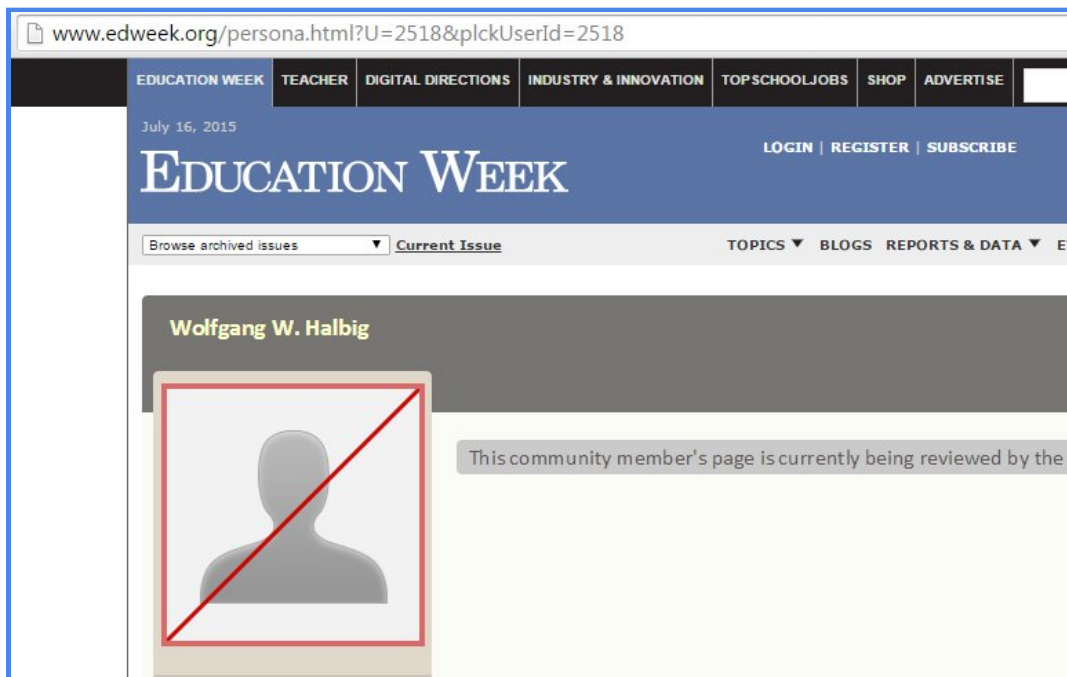 www.edweek.org/persona.html?U=2518&plckUserId=2518
EDUCATION WEEK TEACHER DIGITAL DIRECTIONS INDUSTRY & INNOVATION TOPSCHOOLJOBS SHOP ADVERTISE
July 16, 2015
LOGIN | REGISTER | SUBSCRIBE
EDUCATION WEEK
Browse archived issues ▼ Current Issue TOPICS ▼ BLOGS REPORTS & DATA ▼
Wolfgang W. Halbig
This community member's page is currently being reviewed by the